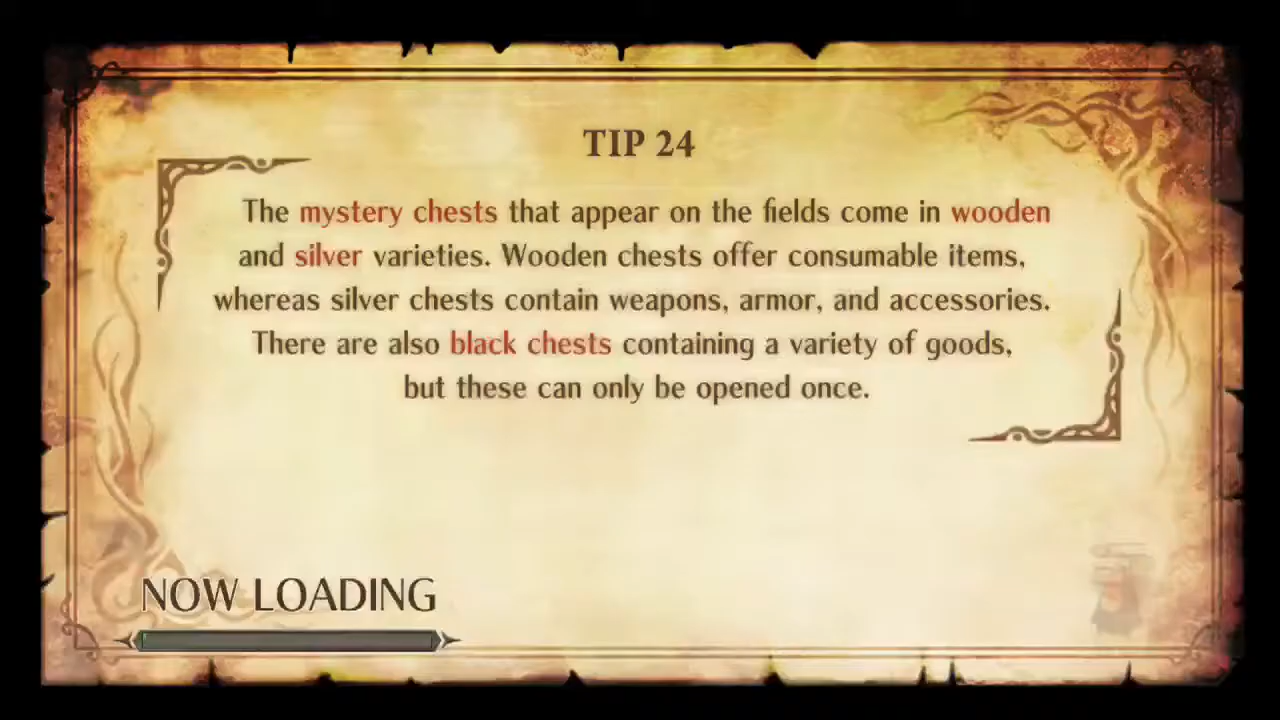 TIP 24
The mystery chests that appear on the fields come in wooden
and silver varieties. Wooden chests offer consumable items,
whereas silver chests contain weapons, armor, and accessories.
There are also black chests containing a variety of goods,
but these can only be opened once.
NOW LOADING